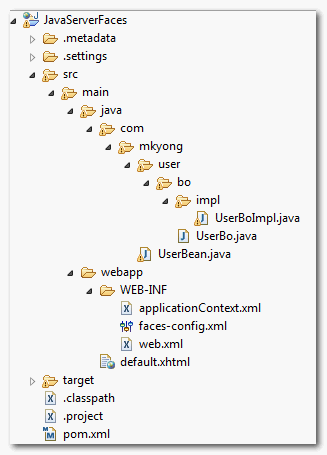 JavaServerFaces
.metadata
.settings
src
main
java
com
mkyong
user
bo
impl
UserBoImpl.java
UserBo.java
UserBean.java
webapp
WEB-INF
applicationContext.xml
faces-config.xml
web.xml
default.xhtml
target
.classpath
.project
pom.xml